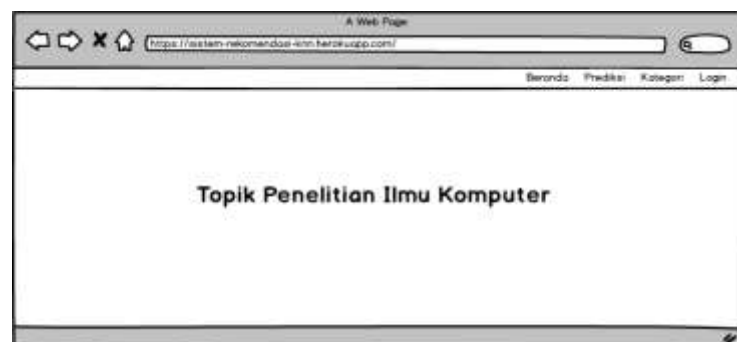 A Web Page
https://sistem-rekomendasi-knn.herokuapp.com/
Beranda Prediksi Kategori Login
Topik Penelitian Ilmu Komputer